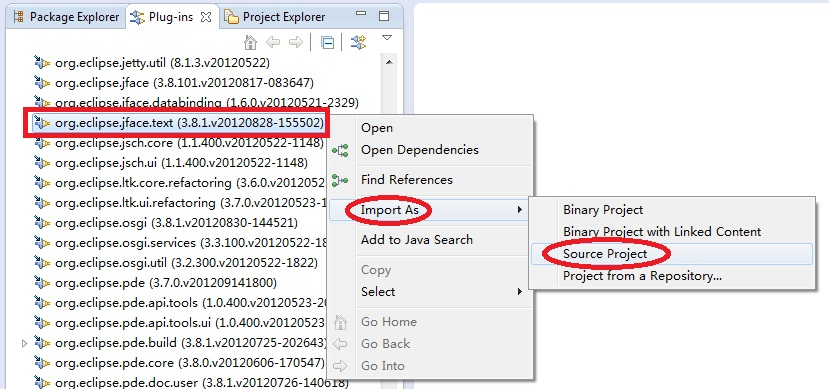 Package Explorer
Plug-ins
Project Explorer
org.eclipse.jetty.util (8.1.3.v20120522)
org.eclipse.jface (3.8.101.v20120817-083647)
org.eclipse.jface.databinding (1.6.0.v20120521-2329)
org.eclipse.jface.text (3.8.1.v20120828-155502)
org.eclipse.jsch.core (1.1.400.v20120522-1148)
org.eclipse.jsch.ui (1.1.400.v20120522-1148)
org.eclipse.ltk.core.refactoring (3.6.0.v20120523-
org.eclipse.ltk.ui.refactoring (3.7.0.v20120523-1
org.eclipse.osgi (3.8.1.v20120830-144521)
org.eclipse.osgi.services (3.3.100.v20120522-18
org.eclipse.osgi.util (3.2.300.v20120522-1822)
org.eclipse.pde (3.7.0.v201209141800)
org.eclipse.pde.api.tools (1.0.400.v20120523-20
org.eclipse.pde.api.tools.ui (1.0.400.v20120523-
org.eclipse.pde.build (3.8.1.v20120725-202643)
org.eclipse.pde.core (3.8.0.v20120606-170547)
org.eclipse.pde.doc.user (3.8.0.v20120726-140618)
Open
Open Dependencies
Find References
Import As
Add to Java Search
Copy
Select
Go Home
Go Back
Go Into
Binary Project
Binary Project with Linked Content
Source Project
Project from a Repository...